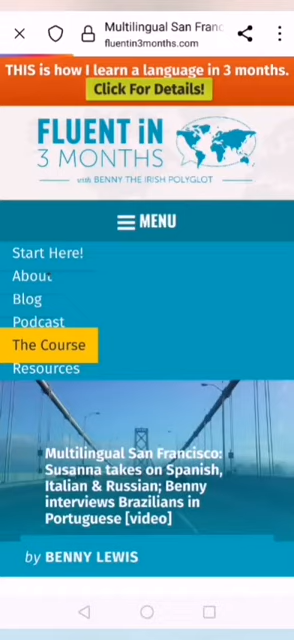 Multilingual San Franc
fluentin3months.com
THIS is how I learn a language in 3 months.
Click For Details!
FLUENT iN
3 MONTHS
with BENNY THE IRISH POLYGLOT
MENU
Start Here!
About
Blog
Podcast
The Course
Resources
Multilingual San Francisco:
Susanna takes on Spanish,
Italian & Russian; Benny
interviews Brazilians in
Portuguese [video]
by BENNY LEWIS